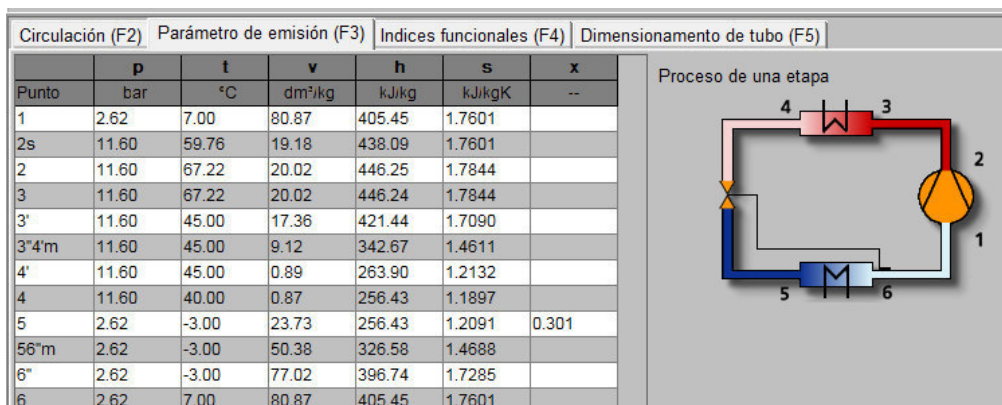 Circulación (F2) Parámetro de emisión (F3) Indices funcionales (F4) Dimensionamento de tubo (F5)
p t v h s x
Punto bar °C dm³/kg kJ/kg kJ/kgK --
1 2.62 7.00 80.87 405.45 1.7601
2s 11.60 59.76 19.18 438.09 1.7601
2 11.60 67.22 20.02 446.25 1.7844
3 11.60 67.22 20.02 446.24 1.7844
3' 11.60 45.00 17.36 421.44 1.7090
3"4'm 11.60 45.00 9.12 342.67 1.4611
4' 11.60 45.00 0.89 263.90 1.2132
4 11.60 40.00 0.87 256.43 1.1897
5 2.62 -3.00 23.73 256.43 1.2091 0.301
56"m 2.62 -3.00 50.38 326.58 1.4688
6" 2.62 -3.00 77.02 396.74 1.7285
6 2.62 7.00 80.87 405.45 1.7601
Proceso de una etapa
4 3
2
1
5 6